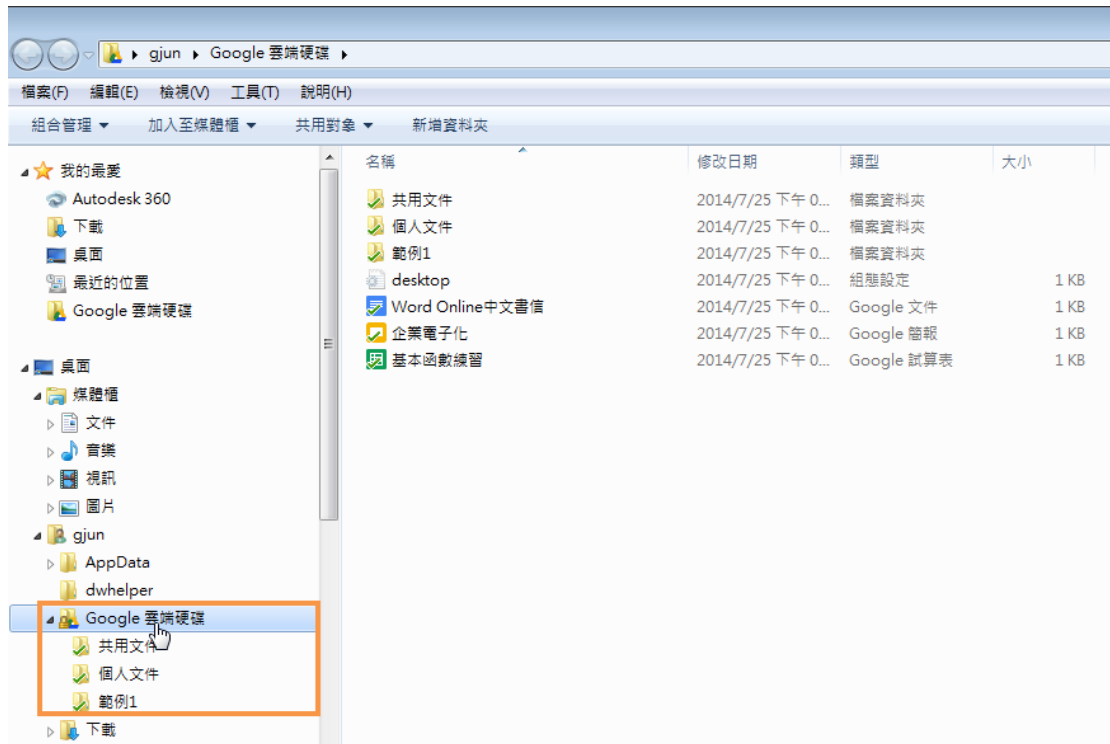 gjun ▸ Google 雲端硬碟 ▸
檔案(F) 編輯(E) 檢視(V) 工具(T) 說明(H)
組合管理 加入至媒體櫃 共用對象 新增資料夾
我的最愛
Autodesk 360
下載
桌面
最近的位置
Google 雲端硬碟
桌面
媒體櫃
文件
音樂
視訊
圖片
gjun
AppData
dwhelper
Google 雲端硬碟
共用文件
個人文件
範例1
下載
名稱 修改日期 類型 大小
共用文件 2014/7/25 下午 0... 檔案資料夾
個人文件 2014/7/25 下午 0... 檔案資料夾
範例1 2014/7/25 下午 0... 檔案資料夾
desktop 2014/7/25 下午 0... 組態設定 1 KB
Word Online中文書信 2014/7/25 下午 0... Google 文件 1 KB
企業電子化 2014/7/25 下午 0... Google 簡報 1 KB
基本函數練習 2014/7/25 下午 0... Google 試算表 1 KB